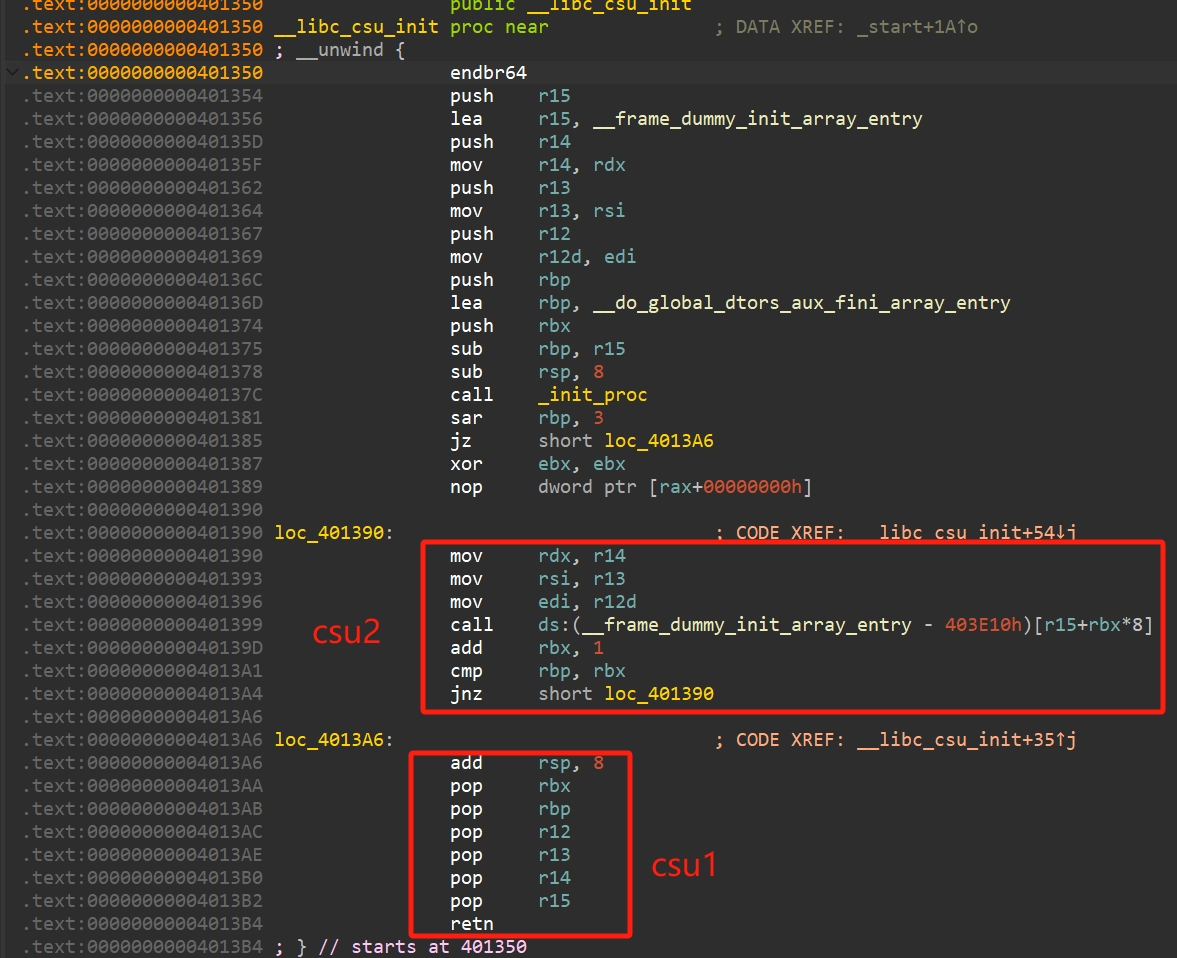 .text:0000000000401350 public __libc_csu_init
.text:0000000000401350 __libc_csu_init proc near ; DATA XREF: _start+1A↑o
.text:0000000000401350 ; __unwind {
.text:0000000000401350 endbr64
.text:0000000000401354 push r15
.text:0000000000401356 lea r15, __frame_dummy_init_array_entry
.text:000000000040135D push r14
.text:000000000040135F mov r14, rdx
.text:0000000000401362 push r13
.text:0000000000401364 mov r13, rsi
.text:0000000000401367 push r12
.text:0000000000401369 mov r12d, edi
.text:000000000040136C push rbp
.text:000000000040136D lea rbp, __do_global_dtors_aux_fini_array_entry
.text:0000000000401374 push rbx
.text:0000000000401375 sub rbp, r15
.text:0000000000401378 sub rsp, 8
.text:000000000040137C call _init_proc
.text:0000000000401381 sar rbp, 3
.text:0000000000401385 jz short loc_4013A6
.text:0000000000401387 xor ebx, ebx
.text:0000000000401389 nop dword ptr [rax+00000000h]
.text:0000000000401390
.text:0000000000401390 loc_401390: ; CODE XREF: __libc_csu_init+54↓j
.text:0000000000401390 mov rdx, r14
.text:0000000000401393 mov rsi, r13
.text:0000000000401396 mov edi, r12d
.text:0000000000401399 call ds:(__frame_dummy_init_array_entry - 403E10h)[r15+rbx*8]
csu2
.text:000000000040139D add rbx, 1
.text:00000000004013A1 cmp rbp, rbx
.text:00000000004013A4 jnz short loc_401390
.text:00000000004013A6
.text:00000000004013A6 loc_4013A6: ; CODE XREF: __libc_csu_init+35↑j
.text:00000000004013A6 add rsp, 8
.text:00000000004013AA pop rbx
.text:00000000004013AB pop rbp
.text:00000000004013AC pop r12
.text:00000000004013AE pop r13
csu1
.text:00000000004013B0 pop r14
.text:00000000004013B2 pop r15
.text:00000000004013B4 retn
.text:00000000004013B4 ; } // starts at 401350